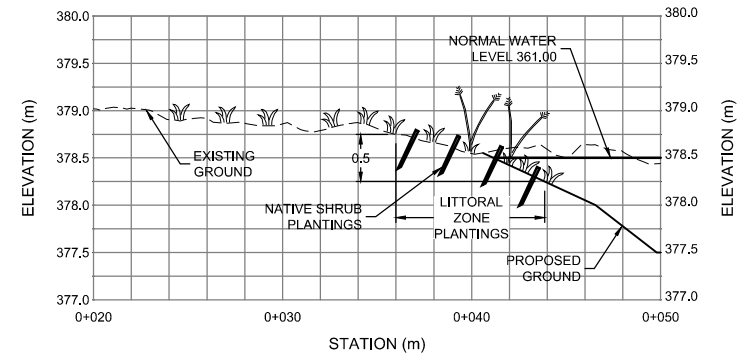 380.0
379.5
379.0
378.5
378.0
377.5
377.0
ELEVATION (m)
380.0
379.5
379.0
378.5
378.0
377.5
377.0
ELEVATION (m)
NORMAL WATER
LEVEL 361.00
EXISTING
GROUND
0.5
NATIVE SHRUB
PLANTINGS
LITTORAL
ZONE
PLANTINGS
PROPOSED
GROUND
0+020
0+030
0+040
0+050
STATION (m)